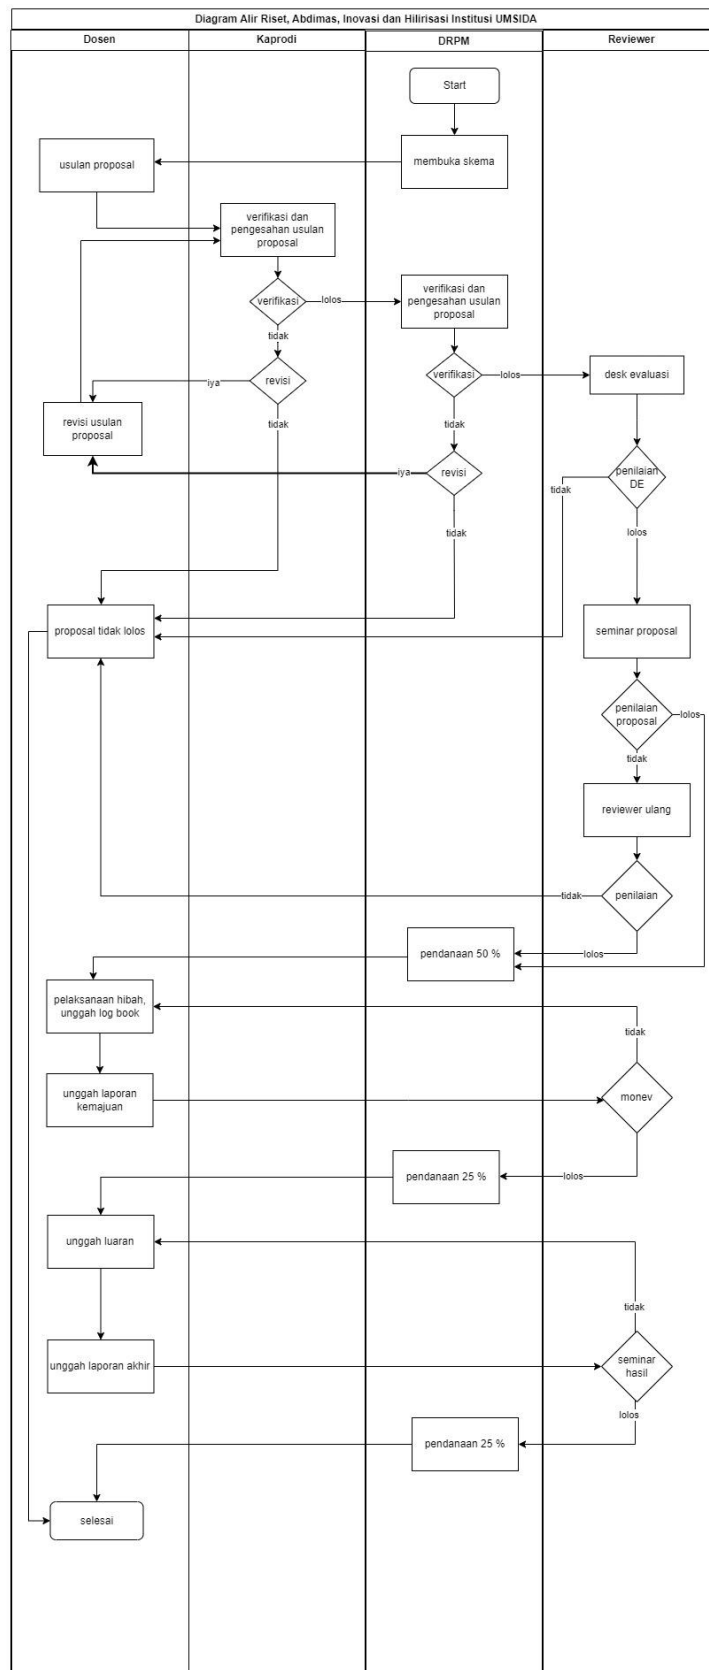 Diagram Alir Riset, Abdimas, Inovasi dan Hilirisasi Institusi UMSIDA
Dosen
Kaprodi
DRPM
Reviewer
Start
membuka skema
usulan proposal
verifikasi dan
pengesahan usulan
proposal
verifikasi
lolos
tidak
revisi
iya
tidak
revisi usulan
proposal
verifikasi dan
pengesahan usulan
proposal
verifikasi
lolos
tidak
revisi
iya
tidak
desk evaluasi
penilaian
DE
tidak
lolos
proposal tidak lolos
seminar proposal
penilaian
proposal
lolos
tidak
reviewer ulang
penilaian
tidak
lolos
pendanaan 50 %
pelaksanaan hibah,
unggah log book
tidak
unggah laporan
kemajuan
monev
lolos
pendanaan 25 %
unggah luaran
tidak
unggah laporan akhir
seminar
hasil
lolos
pendanaan 25 %
selesai